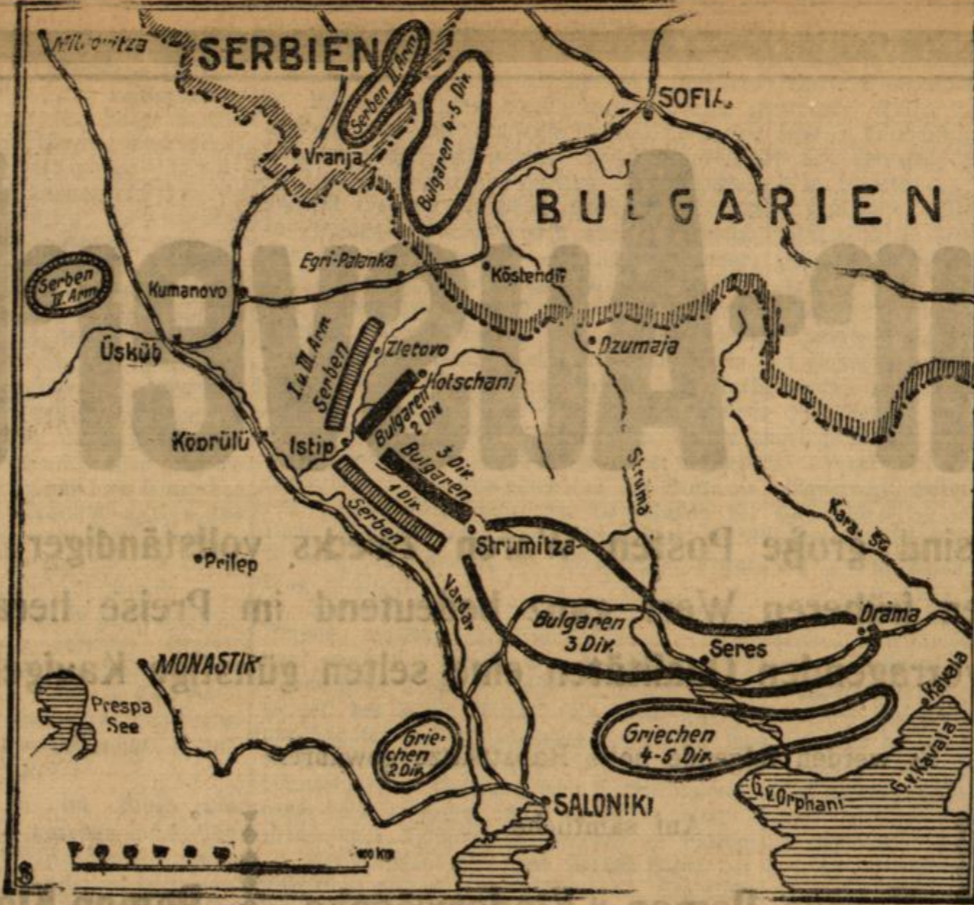 SERBIEN
Serben II. Arm
Bulgaren 4-5 Div.
SOFIA
Vranja
BULGARIEN
Egri-Palanka
Köstendil
Serben
Arm
Kumanovo
Üsküb
Dzumaja
I. u. III. Arm
Serben
Zletovo
Kotschani
Bulgaren
2 Div
Köprülü
Istip
3 Div.
Bulgaren
1 Div.
Serben
Struma
Kara-Su
Strumitza
Prilep
Vardar
Bulgaren
3 Div.
Drama
Seres
MONASTIR
Prespa
See
Kavala
Griechen
4-5 Div.
Grie-
chen
2 Div.
G. v. Kavala
G. v. Orphani
SALONIKI
km
S